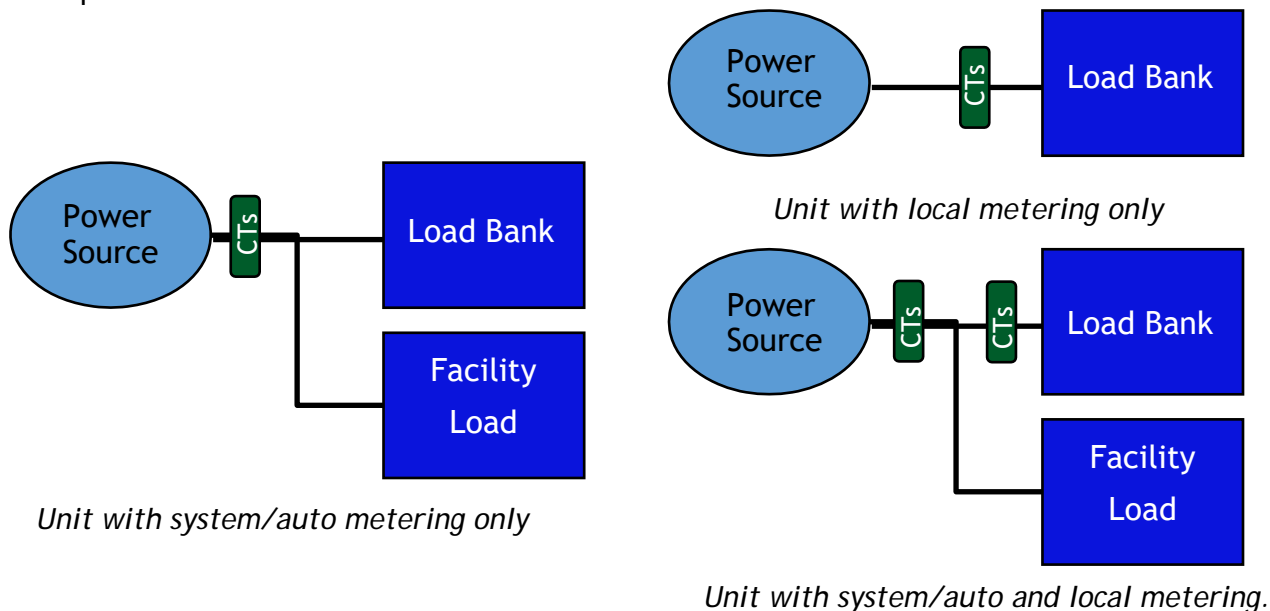 Power
Source
CTs
Load Bank
Facility
Load
Unit with system/auto metering only
Power
Source
CTs
Load Bank
Unit with local metering only
Power
Source
CTs
CTs
Load Bank
Facility
Load
Unit with system/auto and local metering.